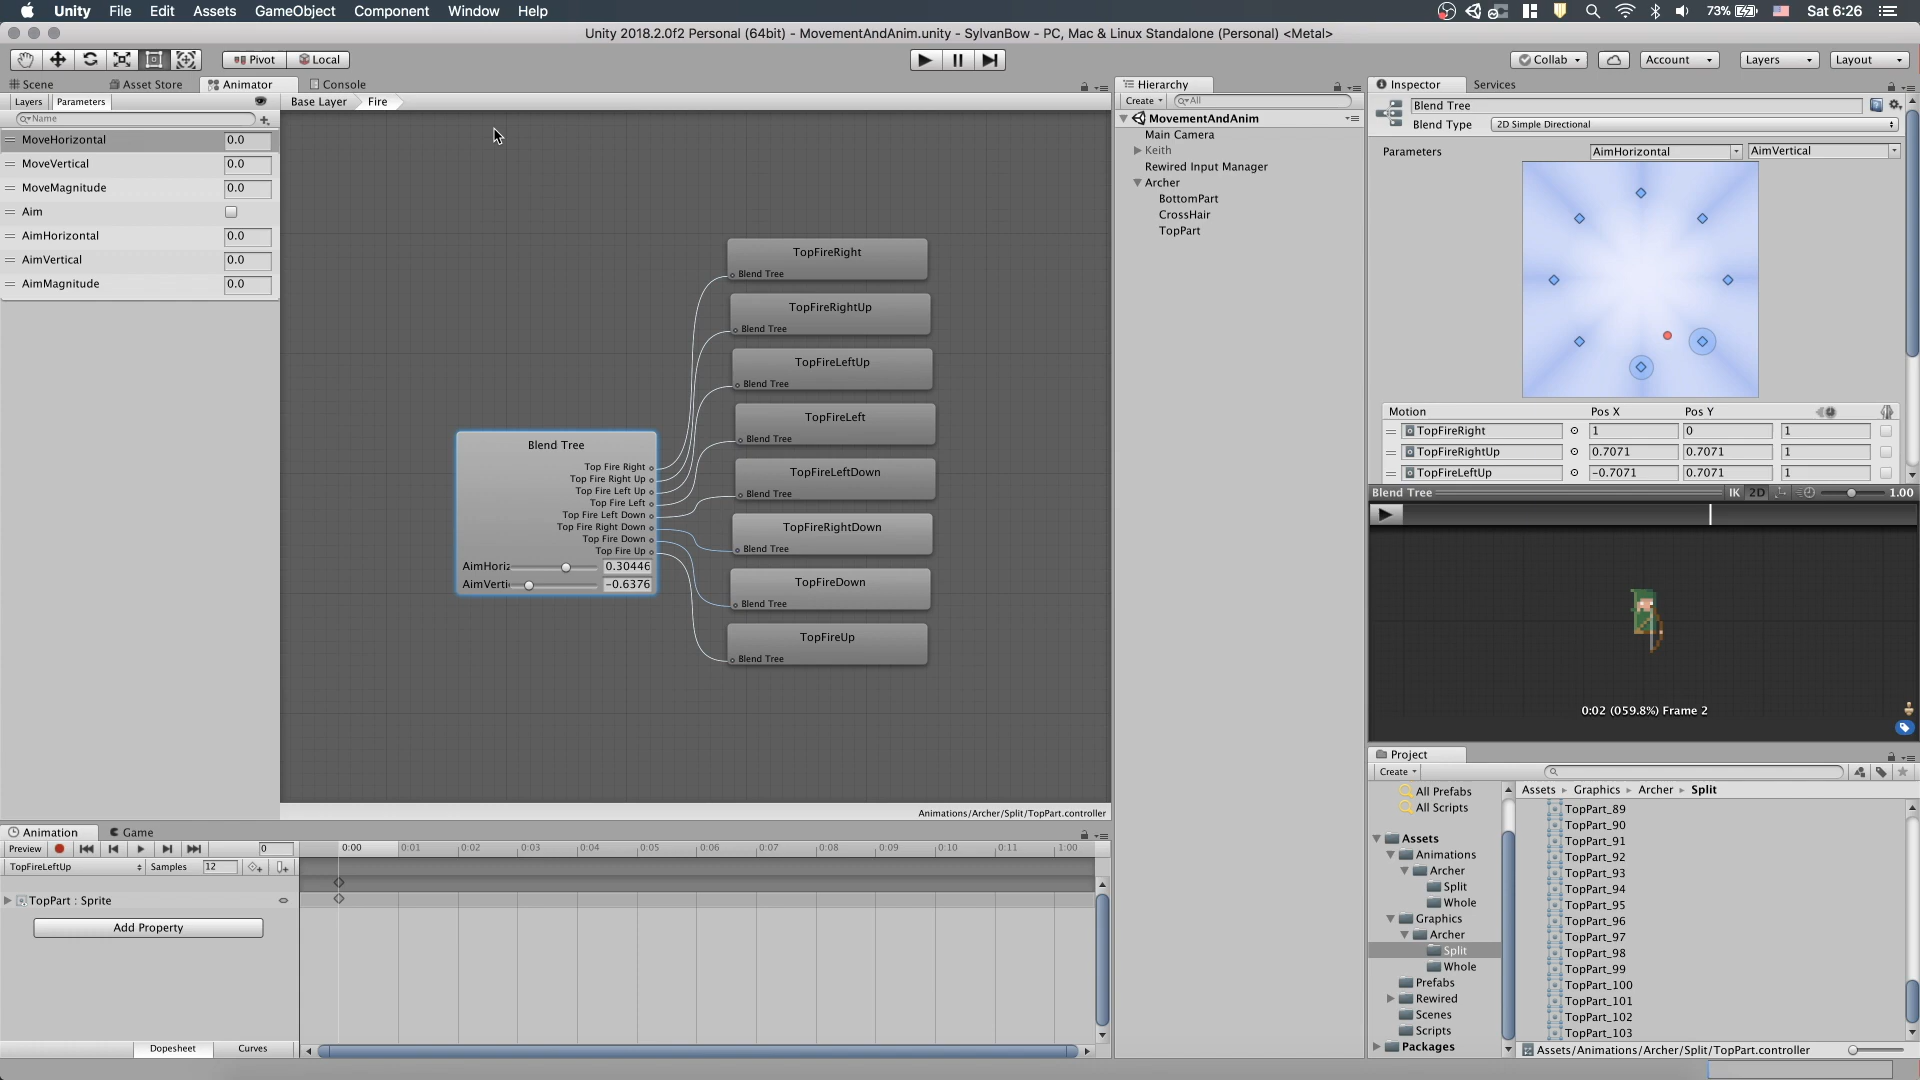 Unity File Edit Assets GameObject Component Window Help 73% Sat 6:26
Unity 2018.2.0f2 Personal (64bit) - MovementAndAnim.unity - SylvanBow - PC, Mac & Linux Standalone (Personal) <Metal>
Pivot Local Collab Account Layers Layout
Scene Asset Store Animator Console
Layers Parameters Base Layer Fire
Name
MoveHorizontal 0.0
MoveVertical 0.0
MoveMagnitude 0.0
Aim
AimHorizontal 0.0
AimVertical 0.0
AimMagnitude 0.0
TopFireRight
Blend Tree
TopFireRightUp
Blend Tree
TopFireLeftUp
Blend Tree
TopFireLeft
Blend Tree
TopFireLeftDown
Blend Tree
TopFireRightDown
Blend Tree
TopFireDown
Blend Tree
TopFireUp
Blend Tree
Blend Tree
Top Fire Right
Top Fire Right Up
Top Fire Left Up
Top Fire Left
Top Fire Left Down
Top Fire Right Down
Top Fire Down
Top Fire Up
AimHoriz 0.30446
AimVerti -0.6376
Animations/Archer/Split/TopPart.controller
Hierarchy
Create All
MovementAndAnim
Main Camera
Keith
Rewired Input Manager
Archer
BottomPart
CrossHair
TopPart
Inspector Services
Blend Tree
Blend Type 2D Simple Directional
Parameters AimHorizontal AimVertical
Motion Pos X Pos Y
TopFireRight 1 0 1
TopFireRightUp 0.7071 0.7071 1
TopFireLeftUp -0.7071 0.7071 1
Blend Tree IK 2D 1.00
0:02 (059.8%) Frame 2
Animation Game
Preview 0 0:00 0:01 0:02 0:03 0:04 0:05 0:06 0:07 0:08 0:09 0:10 0:11 1:00
TopFireLeftUp Samples 12
TopPart : Sprite
Add Property
Dopesheet Curves
Project
Create
All Prefabs
All Scripts
Assets
Animations
Archer
Split
Whole
Graphics
Archer
Split
Whole
Prefabs
Rewired
Scenes
Scripts
Packages
Assets Graphics Archer Split
TopPart_89
TopPart_90
TopPart_91
TopPart_92
TopPart_93
TopPart_94
TopPart_95
TopPart_96
TopPart_97
TopPart_98
TopPart_99
TopPart_100
TopPart_101
TopPart_102
TopPart_103
Assets/Animations/Archer/Split/TopPart.controller